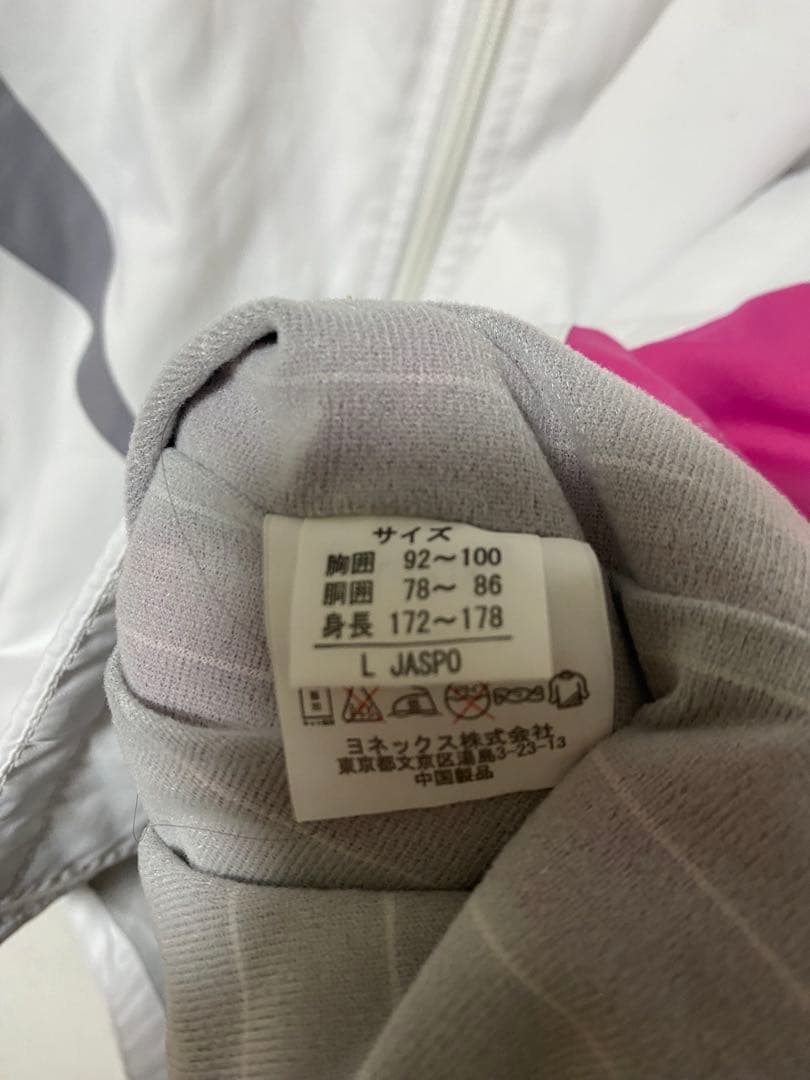 サイズ
胸囲 92～100
胴囲 78～ 86
身長 172～178
L JASPO
ヨネックス株式会社
東京都文京区湯島3-23-13
中国製品